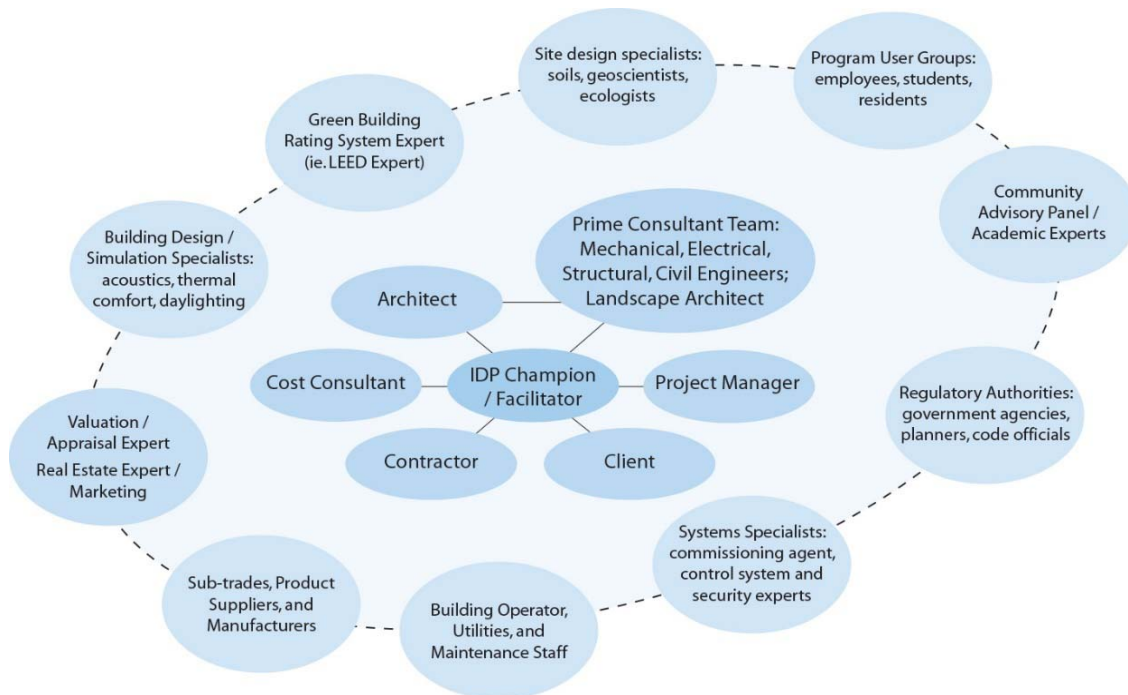 Site design specialists:
soils, geoscientists,
ecologists
Program User Groups:
employees, students,
residents
Green Building
Rating System Expert
(ie. LEED Expert)
Community
Advisory Panel /
Academic Experts
Building Design /
Simulation Specialists:
acoustics, thermal
comfort, daylighting
Prime Consultant Team:
Mechanical, Electrical,
Structural, Civil Engineers;
Landscape Architect
Architect
Cost Consultant
IDP Champion
/ Facilitator
Project Manager
Contractor
Client
Regulatory Authorities:
government agencies,
planners, code officials
Valuation /
Appraisal Expert
Real Estate Expert /
Marketing
Systems Specialists:
commissioning agent,
control system and
security experts
Sub-trades, Product
Suppliers, and
Manufacturers
Building Operator,
Utilities, and
Maintenance Staff